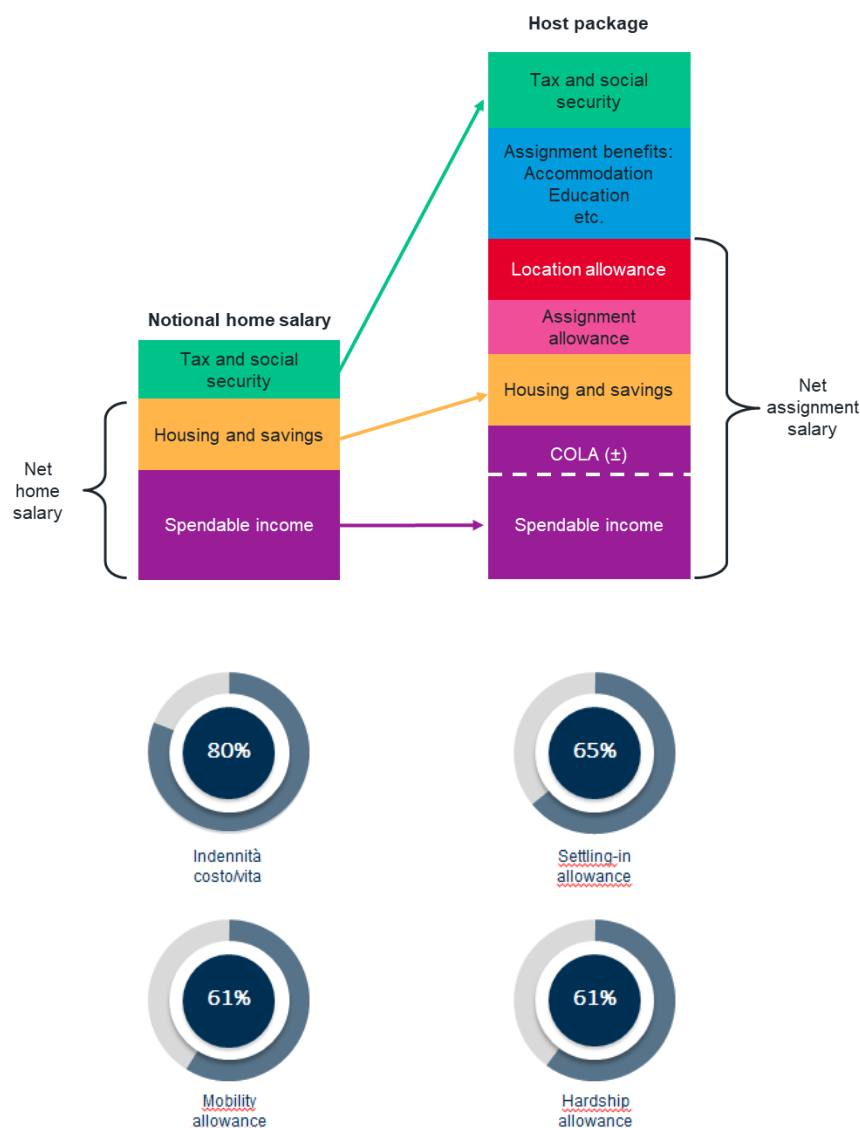 Host package
Tax and social
security
Assignment benefits:
Accommodation
Education
etc.
Location allowance
Assignment
allowance
Housing and savings
COLA (±)
Spendable income
Net
assignment
salary
Notional home salary
Tax and social
security
Housing and savings
Spendable income
Net
home
salary
80%
Indennità
costo/vita
65%
Settling-in
allowance
61%
Mobility
allowance
61%
Hardship
allowance